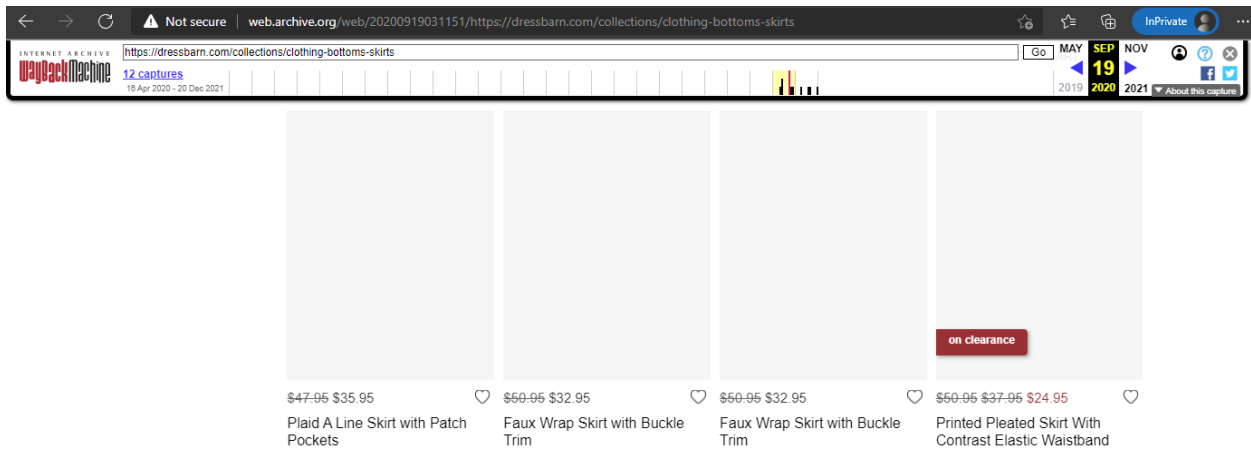 Not secure web.archive.org/web/20200919031151/https://dressbarn.com/collections/clothing-bottoms-skirts InPrivate
INTERNET ARCHIVE
WayBackMachine
https://dressbarn.com/collections/clothing-bottoms-skirts Go
12 captures
16 Apr 2020 - 20 Dec 2021
MAY SEP NOV
19
2019 2020 2021
About this capture
on clearance
$47.95 $35.95 $50.95 $32.95 $50.95 $32.95 $50.95 $37.95 $24.95
Plaid A Line Skirt with Patch Pockets
Faux Wrap Skirt with Buckle Trim
Faux Wrap Skirt with Buckle Trim
Printed Pleated Skirt With Contrast Elastic Waistband